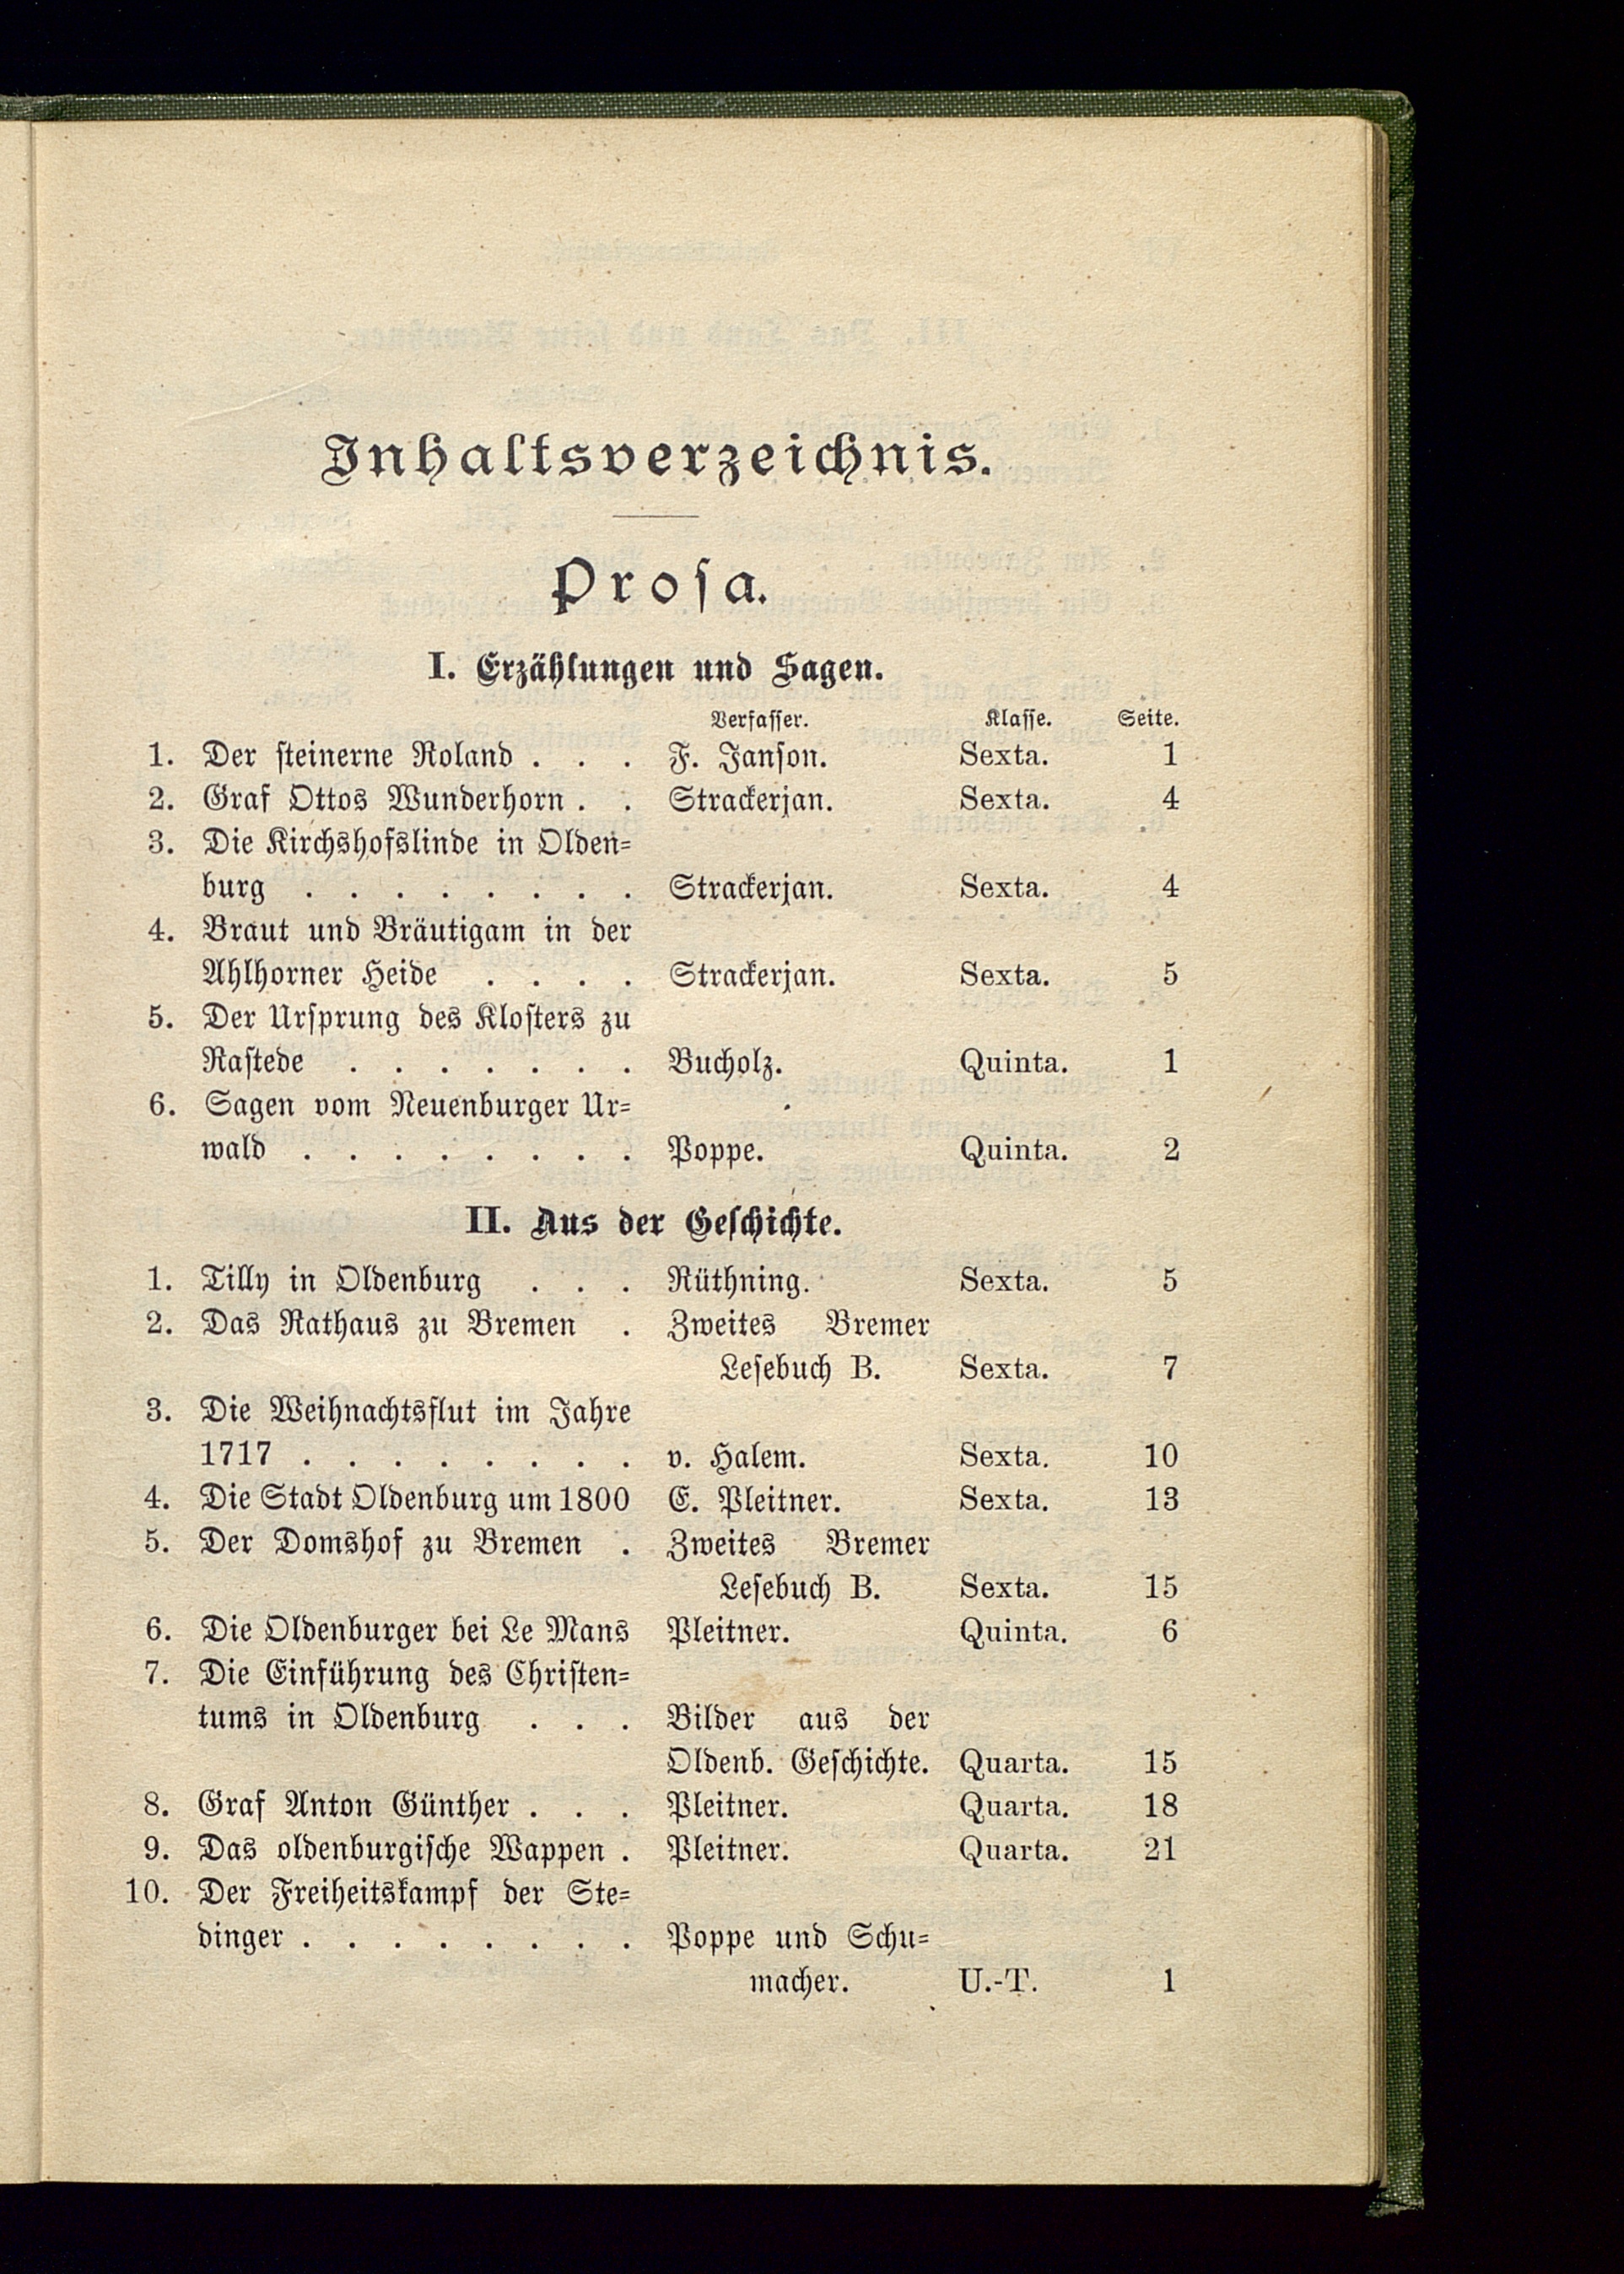 Inhaltsverzeichnis.
Prosa.
I. Erzählungen und Sagen.
Verfasser. Klasse. Seite.
1. Der steinerne Roland . . . F. Janson. Sexta. 1
2. Graf Ottos Wunderhorn . . Strackerjan. Sexta. 4
3. Die Kirchshofslinde in Olden=
burg . . . . . . . . Strackerjan. Sexta. 4
4. Braut und Bräutigam in der
Ahlhorner Heide . . . . Strackerjan. Sexta. 5
5. Der Ursprung des Klosters zu
Rastede . . . . . . . Bucholz. Quinta. 1
6. Sagen vom Neuenburger Ur=
wald . . . . . . . . Poppe. Quinta. 2
II. Aus der Geschichte.
1. Tilly in Oldenburg . . . Rüthning. Sexta. 5
2. Das Rathaus zu Bremen . Zweites Bremer
Lesebuch B. Sexta. 7
3. Die Weihnachtsflut im Jahre
1717 . . . . . . . . v. Halem. Sexta. 10
4. Die Stadt Oldenburg um 1800 E. Pleitner. Sexta. 13
5. Der Domshof zu Bremen . Zweites Bremer
Lesebuch B. Sexta. 15
6. Die Oldenburger bei Le Mans Pleitner. Quinta. 6
7. Die Einführung des Christen=
tums in Oldenburg . . . Bilder aus der
Oldenb. Geschichte. Quarta. 15
8. Graf Anton Günther . . . Pleitner. Quarta. 18
9. Das oldenburgische Wappen . Pleitner. Quarta. 21
10. Der Freiheitskampf der Ste=
dinger . . . . . . . . Poppe und Schu=
macher. U.-T. 1